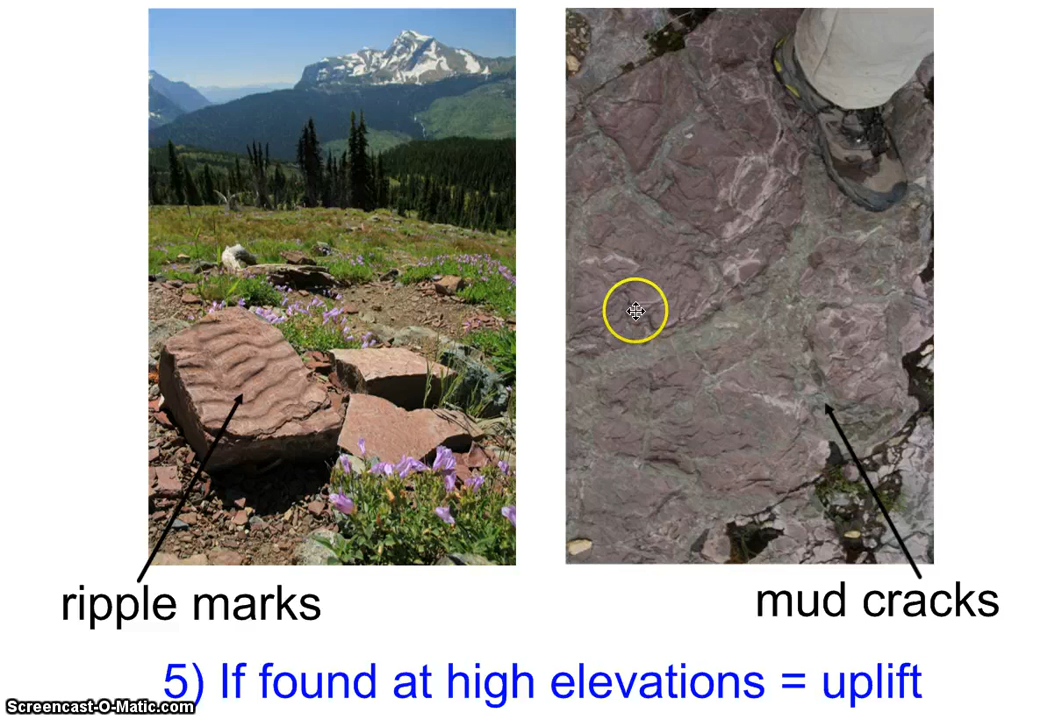 ripple marks
mud cracks
5) If found at high elevations = uplift
Screencast-O-Matic.com